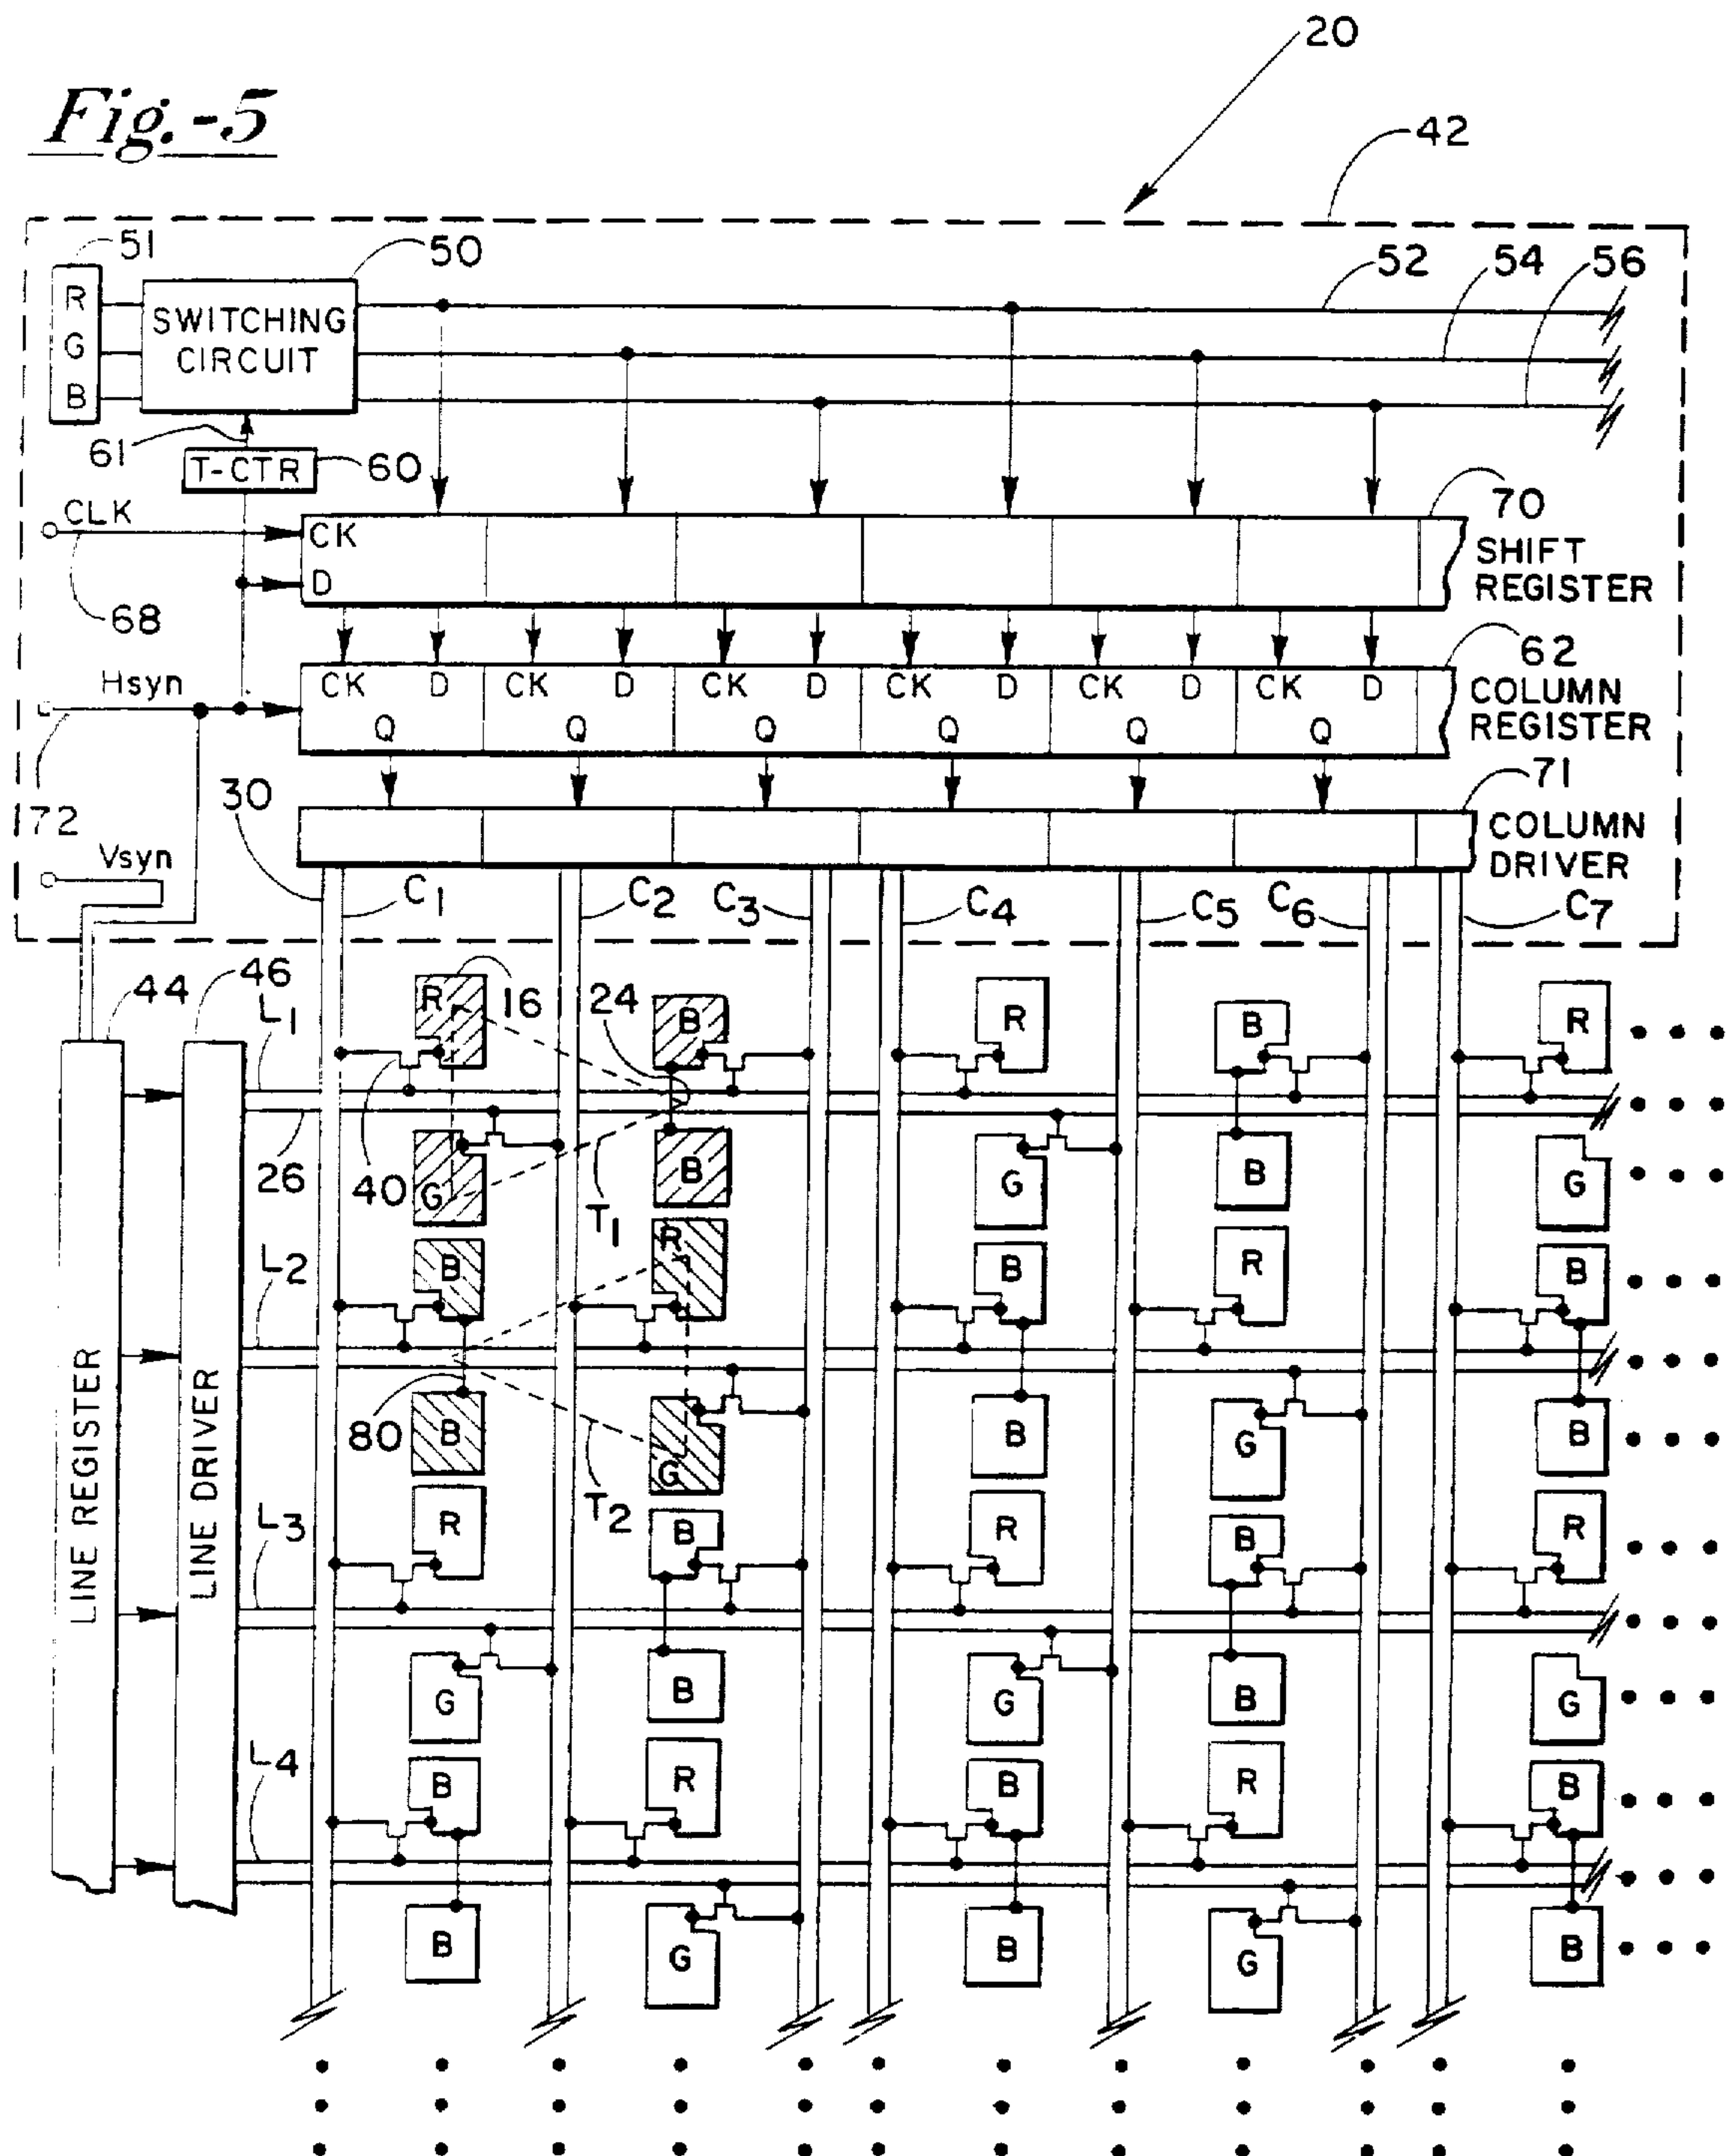 20
Fig.-5
42
51 50 52 54 56
R
G
B
SWITCHING
CIRCUIT
61
T-CTR 60
CLK
68
CK
D
70
SHIFT
REGISTER
Hsyn
72
CK D CK D CK D CK D CK D CK D
Q Q Q Q Q Q
62
COLUMN
REGISTER
30
71
COLUMN
DRIVER
Vsyn
C1 C2 C3 C4 C5 C6 C7
44 46 L1
R 16 24 B R B R
26 40 G B G B G
T1
L2 B R B R B
80 B G B G B
T2
LINE REGISTER
LINE DRIVER
L3 R B R B R
G B G B G
L4 B R B R B
B G B G B